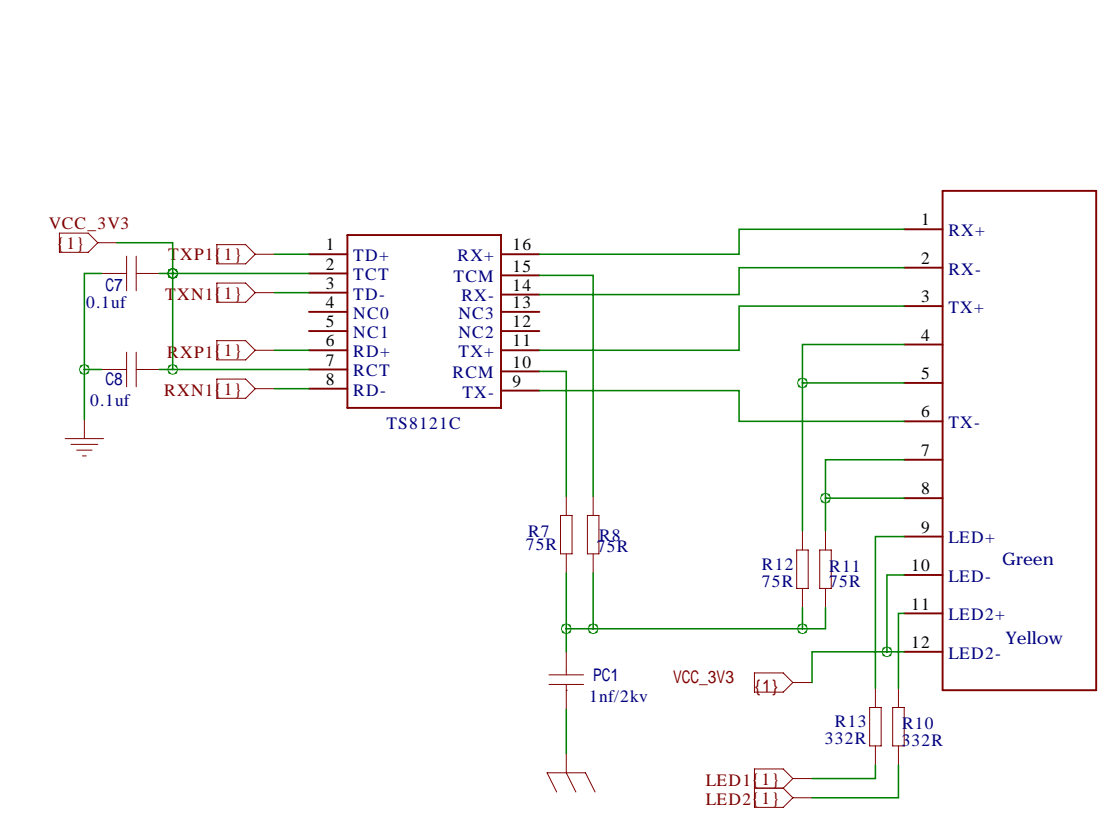 VCC_3V3
{1}
C7
0.1uf
C8
0.1uf
TXP1{1}
TXN1{1}
RXP1{1}
RXN1{1}
1 TD+
2 TCT
3 TD-
4 NC0
5 NC1
6 RD+
7 RCT
8 RD-
RX+ 16
TCM 15
RX- 14
NC3 13
NC2 12
TX+ 11
RCM 10
TX- 9
TS8121C
R7
75R
R8
75R
R12
75R
R11
75R
PC1
1nf/2kv
1 RX+
2 RX-
3 TX+
4
5
6 TX-
7
8
9 LED+
Green
10 LED-
11 LED2+
Yellow
12 LED2-
VCC_3V3 {1}
R13
332R
R10
332R
LED1{1}
LED2{1}